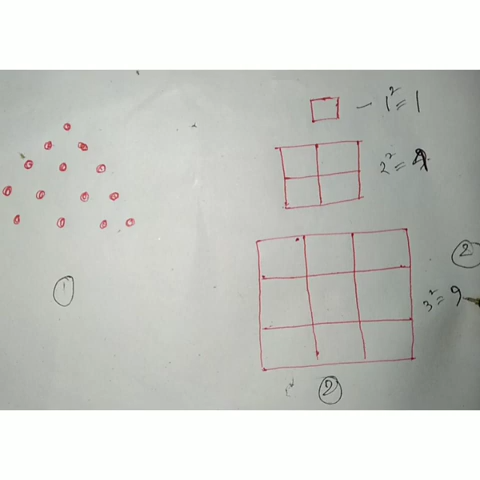 - 1² = 1
2² = 4
②
3² = 9
①
②